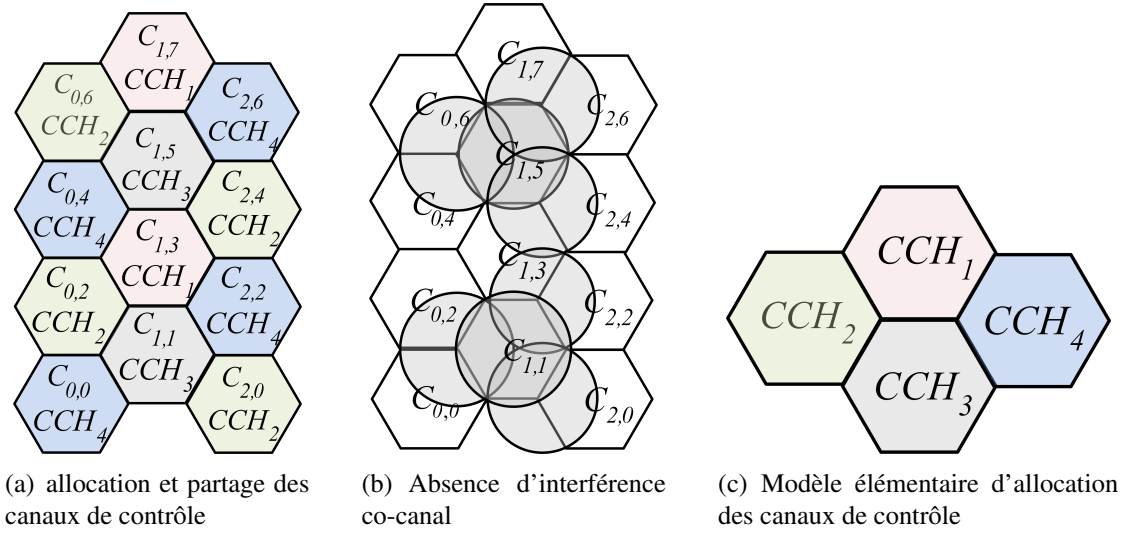 C1,7
CCH1
C0,6
CCH2
C2,6
CCH4
C1,5
CCH3
C0,4
CCH4
C2,4
CCH2
C1,3
CCH1
C0,2
CCH2
C2,2
CCH4
C1,1
CCH3
C0,0
CCH4
C2,0
CCH2
(a) allocation et partage des
canaux de contrôle
C1,7
C0,6
C2,6
C1,5
C0,4
C2,4
C1,3
C0,2
C2,2
C1,1
C0,0
C2,0
(b) Absence d'interférence
co-canal
CCH1
CCH2
CCH4
CCH3
(c) Modèle élémentaire d'allocation
des canaux de contrôle